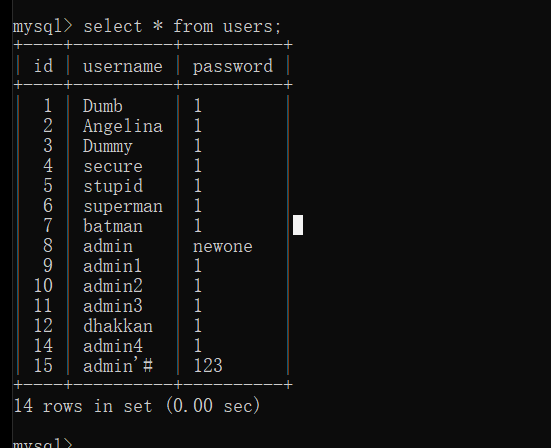 mysql> select * from users;
+----+----------+----------+
| id | username | password |
+----+----------+----------+
| 1 | Dumb | 1 |
| 2 | Angelina | 1 |
| 3 | Dummy | 1 |
| 4 | secure | 1 |
| 5 | stupid | 1 |
| 6 | superman | 1 |
| 7 | batman | 1 |
| 8 | admin | newone |
| 9 | admin1 | 1 |
| 10 | admin2 | 1 |
| 11 | admin3 | 1 |
| 12 | dhakkan | 1 |
| 14 | admin4 | 1 |
| 15 | admin'# | 123 |
+----+----------+----------+
14 rows in set (0.00 sec)
mysql>